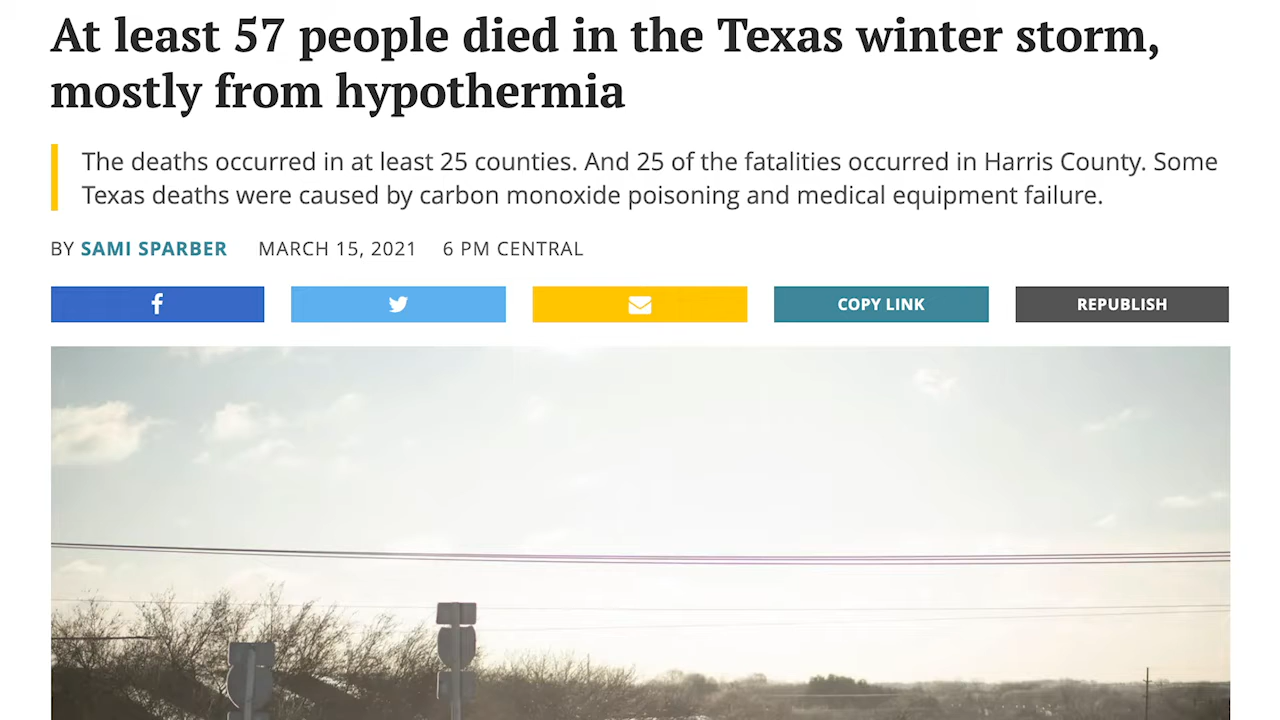 At least 57 people died in the Texas winter storm,
mostly from hypothermia
The deaths occurred in at least 25 counties. And 25 of the fatalities occurred in Harris County. Some
Texas deaths were caused by carbon monoxide poisoning and medical equipment failure.
BY SAMI SPARBER MARCH 15, 2021 6 PM CENTRAL
COPY LINK REPUBLISH